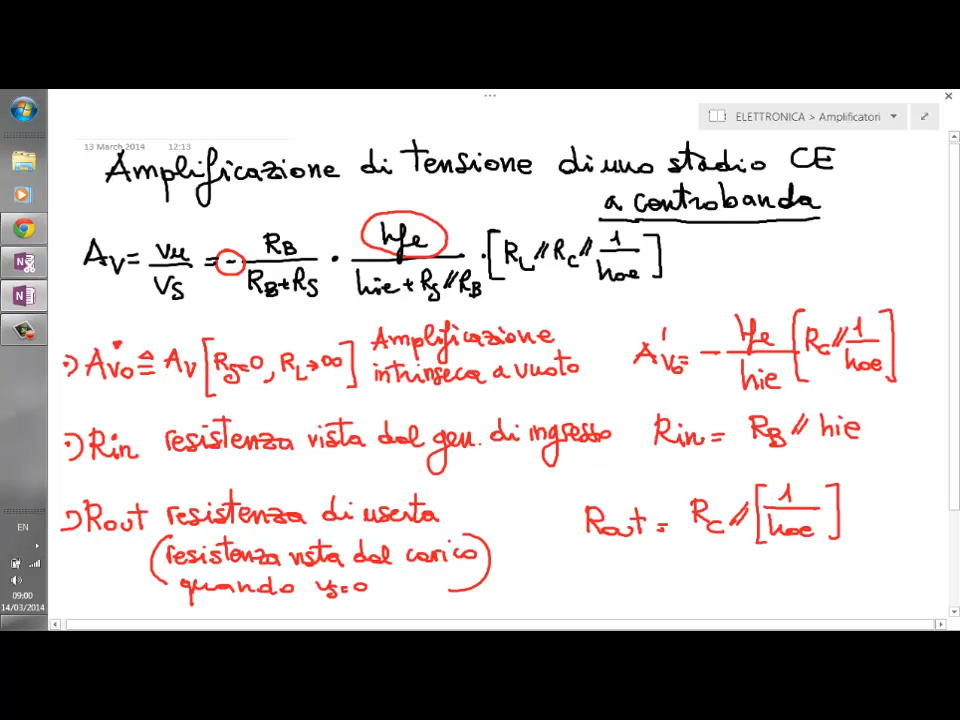 ELETTRONICA > Amplificatori
13 March 2014 12:13
Amplificazione di tensione di uno stadio CE
a centrobanda
Av = vu / vs = - RB / (RB + RS) · hfe / (hie + RS // RB) · [RL // RC // 1/hoe]
·) Av'o ≙ Av [RS=0, RL→∞] Amplificazione intrinseca a vuoto A'vo = - hfe / hie [RC // 1/hoe]
·) Rin resistenza vista dal gen. di ingresso Rin = RB // hie
·) Rout resistenza di uscita Rout = RC // [1/hoe]
(resistenza vista dal carico
quando vs=0)
EN
09:00
14/03/2014